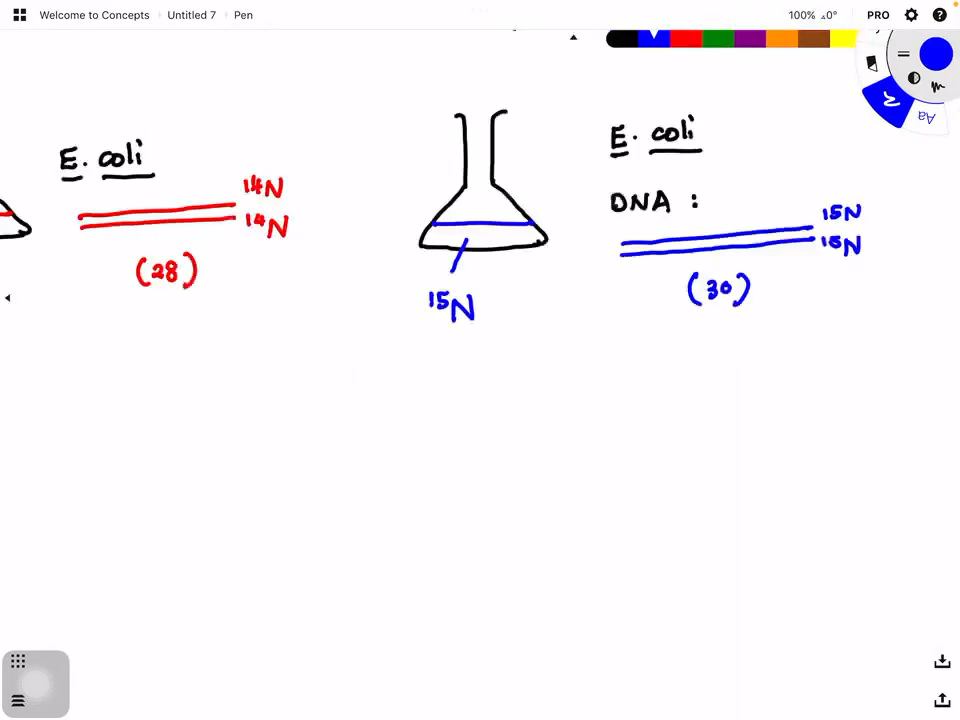 Welcome to Concepts Untitled 7 Pen
100% 0° PRO
Aa
E. coli
¹⁴N
¹⁴N
(28)
¹⁵N
E. coli
DNA :
¹⁵N
¹⁵N
(30)